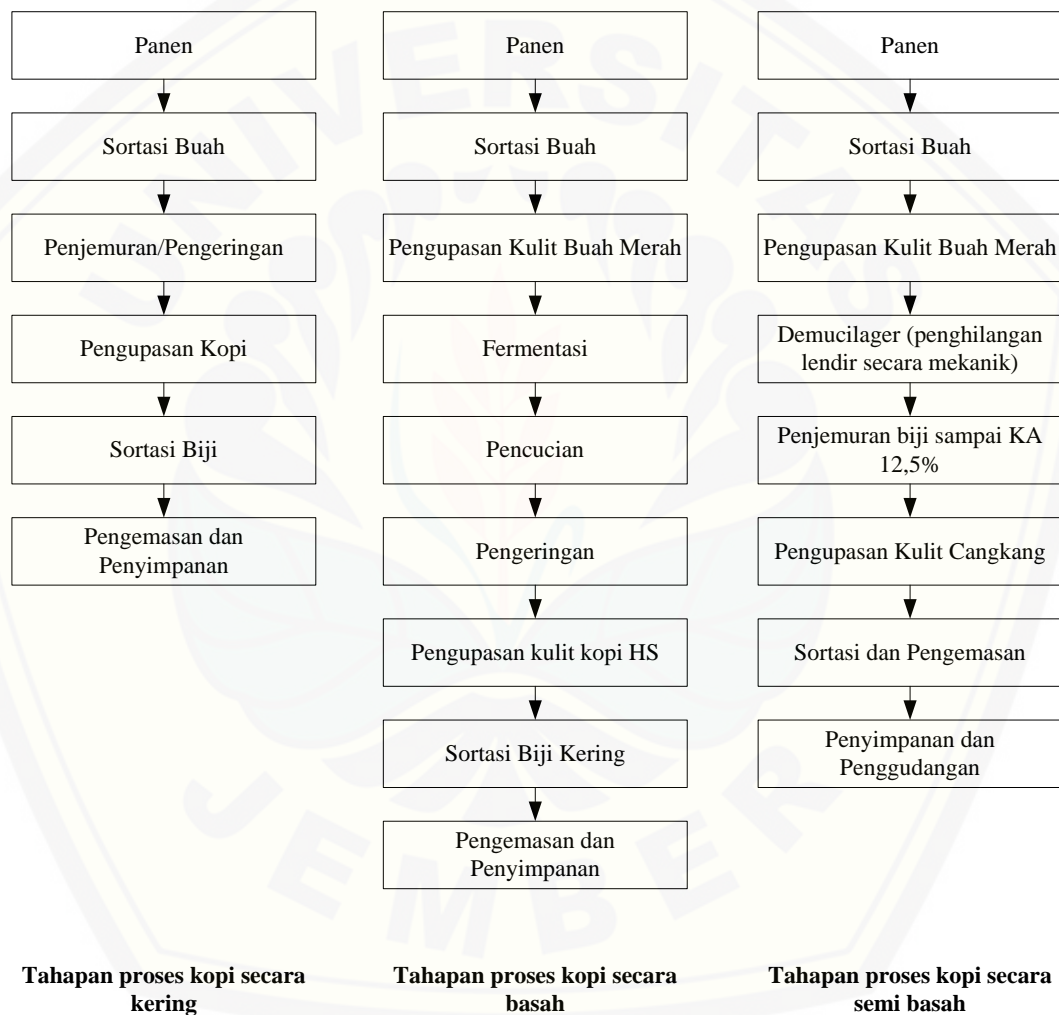 Panen
Sortasi Buah
Penjemuran/Pengeringan
Pengupasan Kopi
Sortasi Biji
Pengemasan dan
Penyimpanan
Tahapan proses kopi secara
kering
Panen
Sortasi Buah
Pengupasan Kulit Buah Merah
Fermentasi
Pencucian
Pengeringan
Pengupasan kulit kopi HS
Sortasi Biji Kering
Pengemasan dan
Penyimpanan
Tahapan proses kopi secara
basah
Panen
Sortasi Buah
Pengupasan Kulit Buah Merah
Demucilager (penghilangan
lendir secara mekanik)
Penjemuran biji sampai KA
12,5%
Pengupasan Kulit Cangkang
Sortasi dan Pengemasan
Penyimpanan dan
Penggudangan
Tahapan proses kopi secara
semi basah
UNIVERSITAS
JEMBER